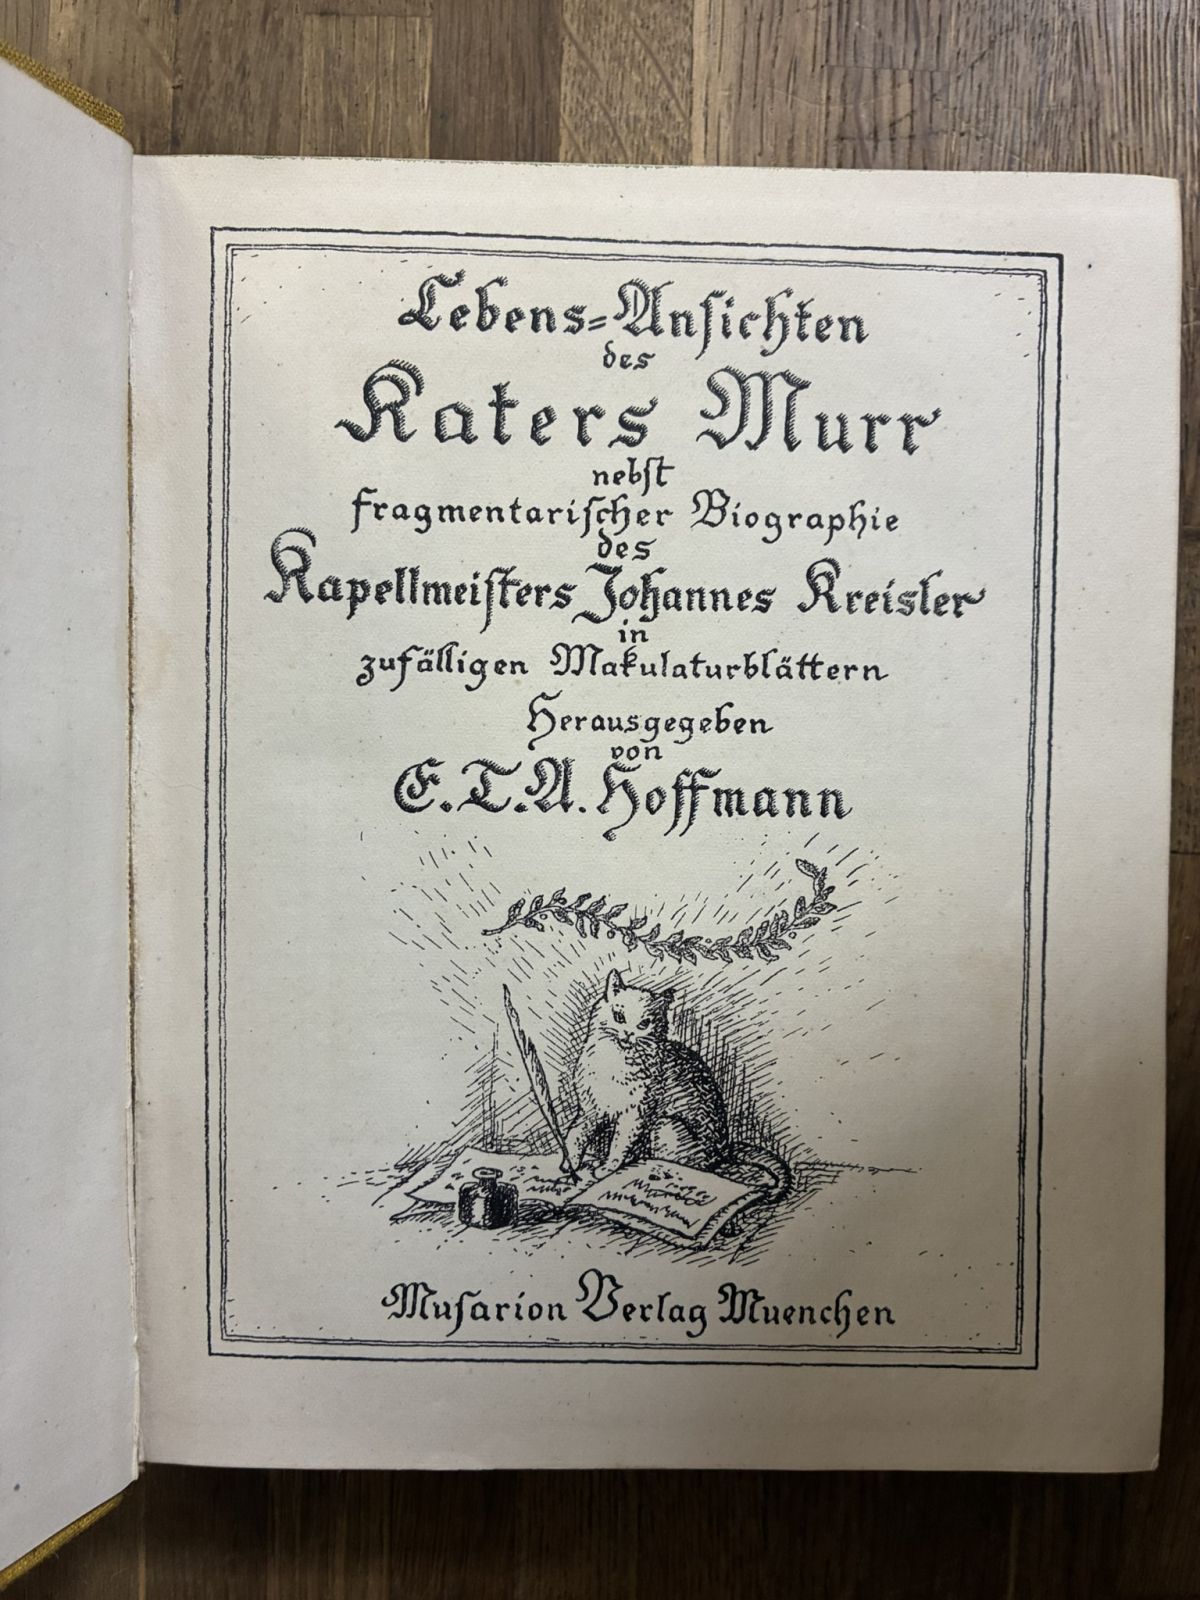 Lebens-Ansichten
des
Katers Murr
nebst
fragmentarischer Biographie
des
Kapellmeisters Johannes Kreisler
in
zufälligen Makulaturblättern
Herausgegeben
von
E. T. A. Hoffmann
Musarion Verlag Muenchen